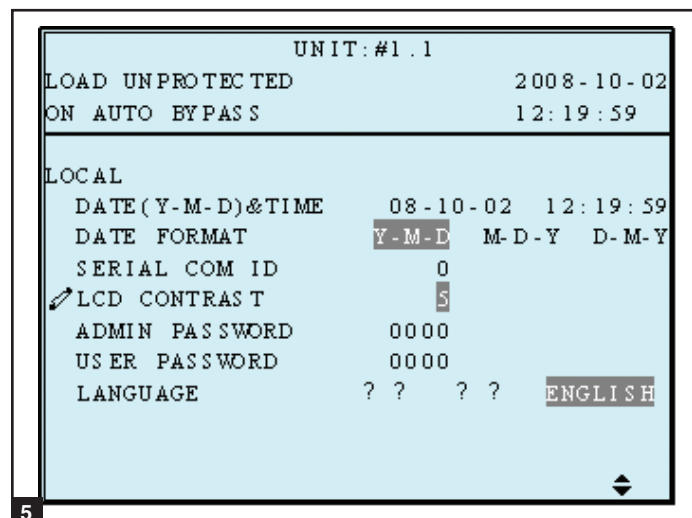 UNIT:#1.1
LOAD UNPROTECTED 2008-10-02
ON AUTO BYPASS 12:19:59
LOCAL
DATE(Y-M-D)&TIME 08-10-02 12:19:59
DATE FORMAT Y-M-D M-D-Y D-M-Y
SERIAL COM ID 0
LCD CONTRAST 5
ADMIN PASSWORD 0000
USER PASSWORD 0000
LANGUAGE ? ? ? ? ENGLISH
5